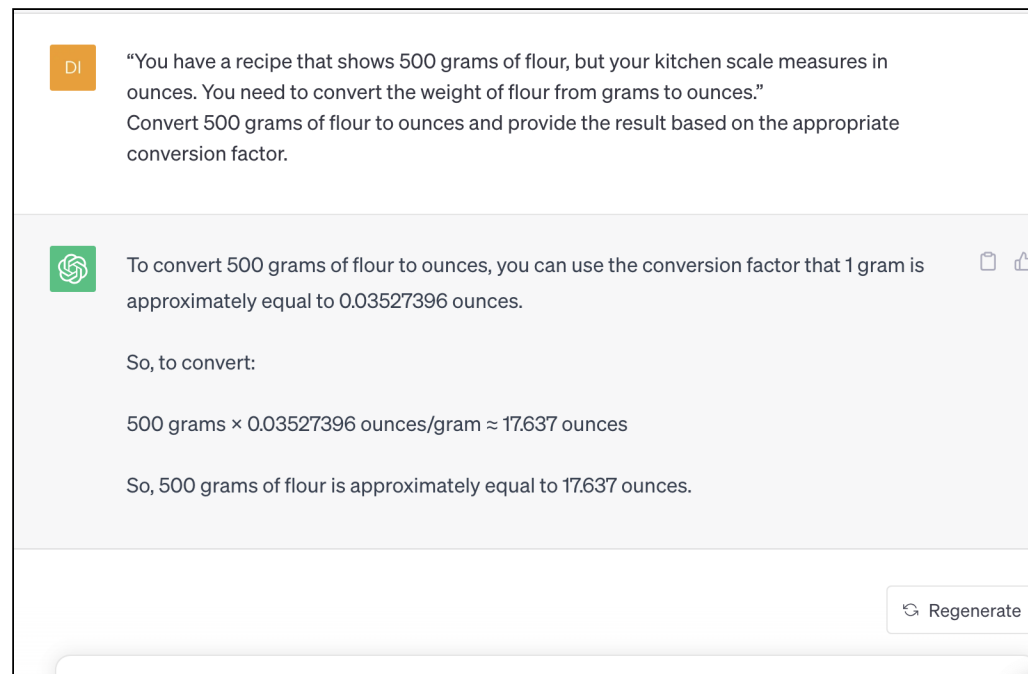 DI
“You have a recipe that shows 500 grams of flour, but your kitchen scale measures in
ounces. You need to convert the weight of flour from grams to ounces.”
Convert 500 grams of flour to ounces and provide the result based on the appropriate
conversion factor.
To convert 500 grams of flour to ounces, you can use the conversion factor that 1 gram is
approximately equal to 0.03527396 ounces.
So, to convert:
500 grams × 0.03527396 ounces/gram ≈ 17.637 ounces
So, 500 grams of flour is approximately equal to 17.637 ounces.
Regenerate